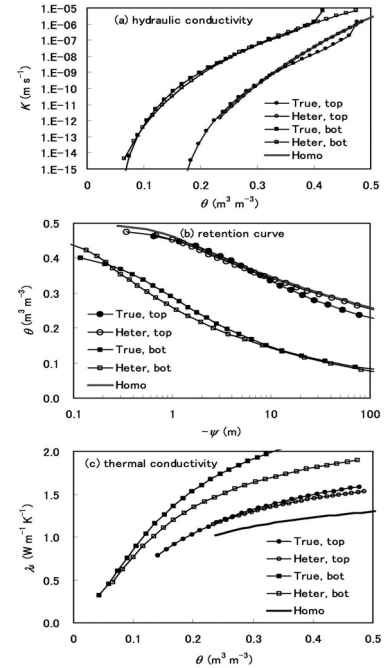 (a) hydraulic conductivity
1.E-05
1.E-06
1.E-07
1.E-08
1.E-09
1.E-10
1.E-11
1.E-12
1.E-13
1.E-14
1.E-15
K (m s⁻¹)
True, top
Heter, top
True, bot
Heter, bot
Homo
0 0.1 0.2 0.3 0.4 0.5
θ (m³ m⁻³)
(b) retention curve
0.5
0.4
0.3
0.2
0.1
0.0
θ (m³ m⁻³)
True, top
Heter, top
True, bot
Heter, bot
Homo
0.1 1 10 100
-ψ (m)
(c) thermal conductivity
2.0
1.5
1.0
0.5
0.0
(W m⁻¹ K⁻¹)
True, top
Heter, top
True, bot
Heter, bot
Homo
0 0.1 0.2 0.3 0.4 0.5
θ (m³ m⁻³)